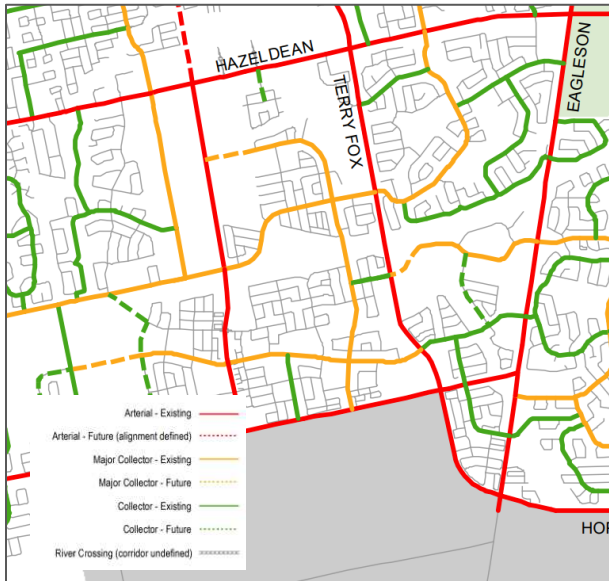 HAZELDEAN
TERRY FOX
EAGLESON
Arterial - Existing
Arterial - Future (alignment defined)
Major Collector - Existing
Major Collector - Future
Collector - Existing
Collector - Future
River Crossing (corridor undefined)
HOP